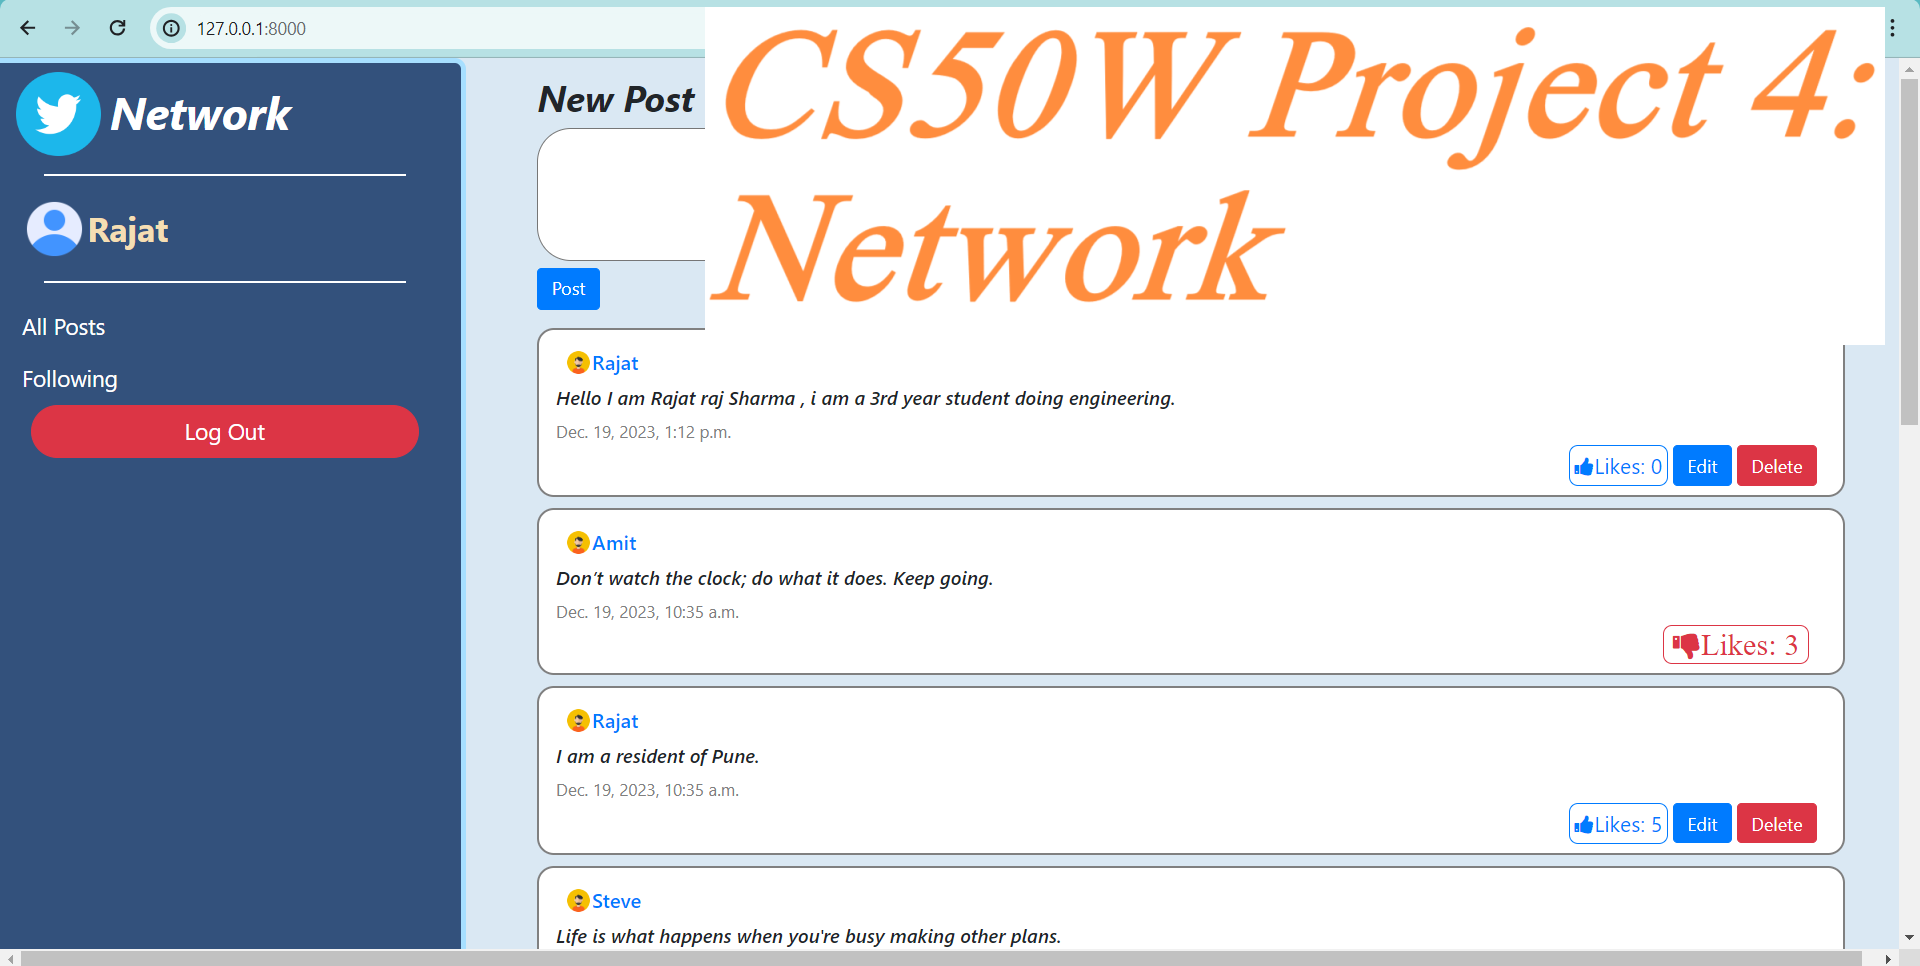 127.0.0.1:8000
CS50W Project 4:
Network
Network
Rajat
All Posts
Following
Log Out
New Post
Post
Rajat
Hello I am Rajat raj Sharma , i am a 3rd year student doing engineering.
Dec. 19, 2023, 1:12 p.m.
Likes: 0 Edit Delete
Amit
Don’t watch the clock; do what it does. Keep going.
Dec. 19, 2023, 10:35 a.m.
Likes: 3
Rajat
I am a resident of Pune.
Dec. 19, 2023, 10:35 a.m.
Likes: 5 Edit Delete
Steve
Life is what happens when you're busy making other plans.